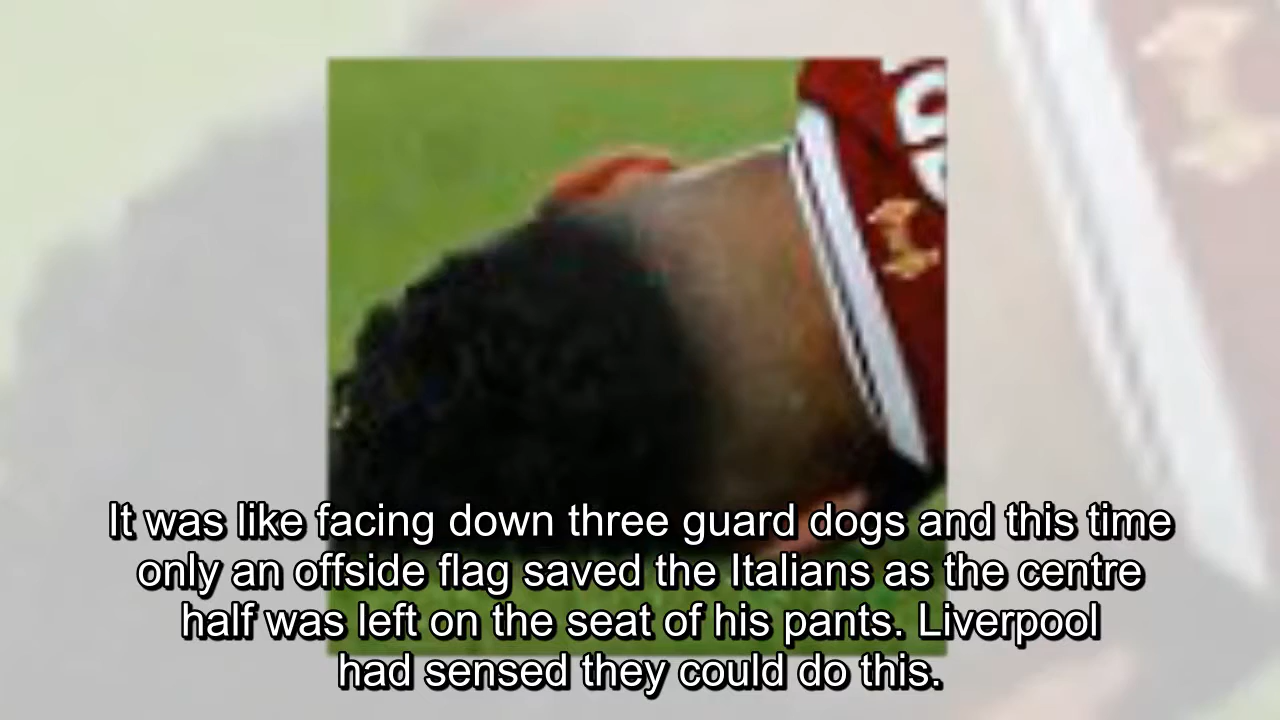 It was like facing down three guard dogs and this time
only an offside flag saved the Italians as the centre
half was left on the seat of his pants. Liverpool
had sensed they could do this.